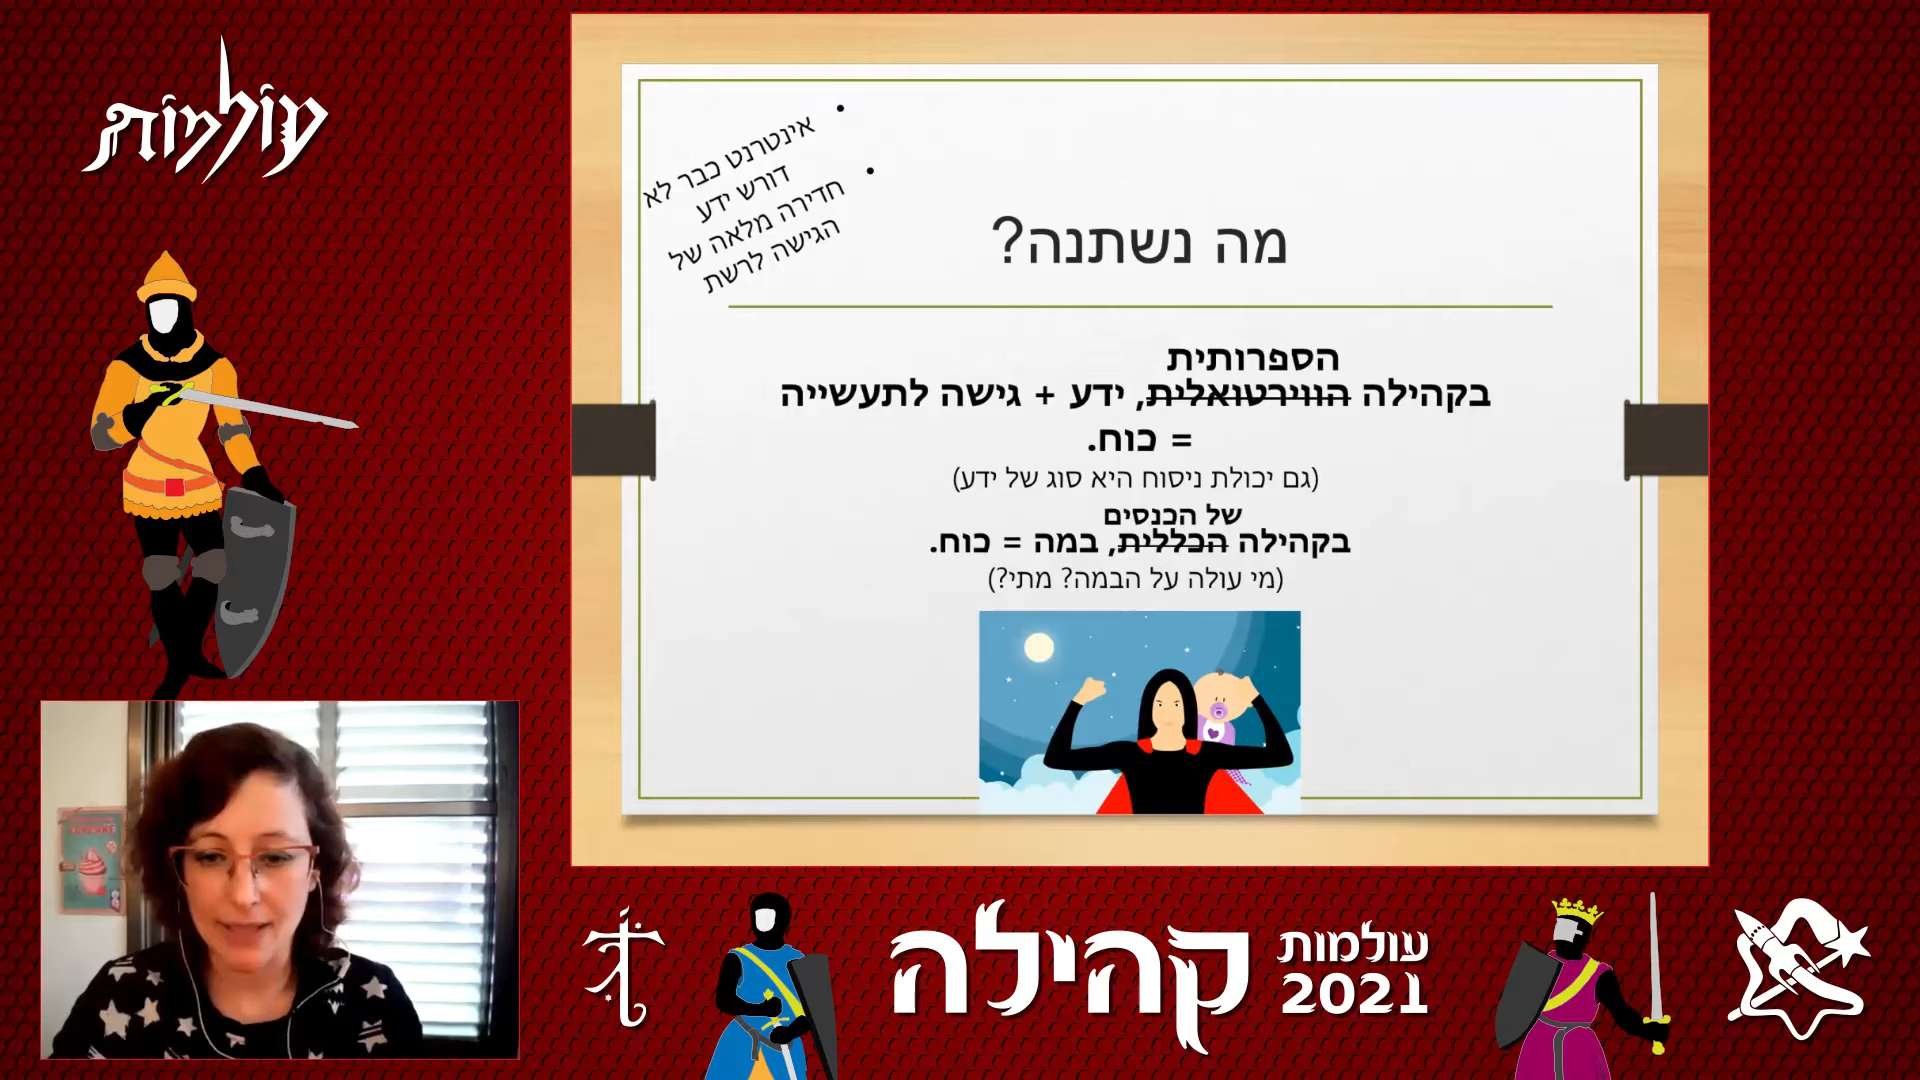 עולמות
אינטרנט כבר לא
דורש ידע
חדירה מלאה של
הגישה לרשת
מה נשתנה?
הספרותית
בקהילה הווירטואלית, ידע + גישה לתעשייה
= כוח.
(גם יכולת ניסוח היא סוג של ידע)
של הכנסים
בקהילה הכללית, במה = כוח.
(מי עולה על הבמה? מתי?)
קהילה
עולמות
2021